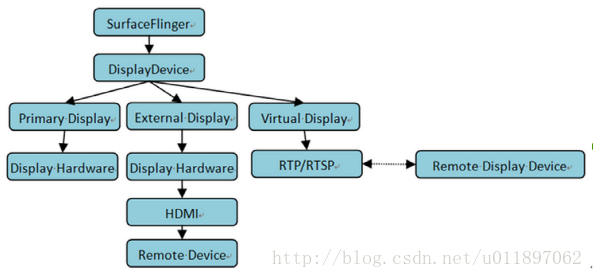 SurfaceFlinger
DisplayDevice
Primary Display
External Display
Virtual Display
Display Hardware
Display Hardware
RTP/RTSP
Remote Display Device
HDMI
Remote Device
http://blog.csdn.net/u011897062